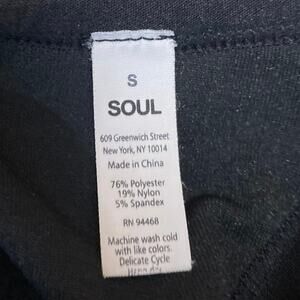 S
SOUL
609 Greenwich Street
New York, NY 10014
Made in China
76% Polyester
19% Nylon
5% Spandex
RN 94468
Machine wash cold
with like colors.
Delicate Cycle